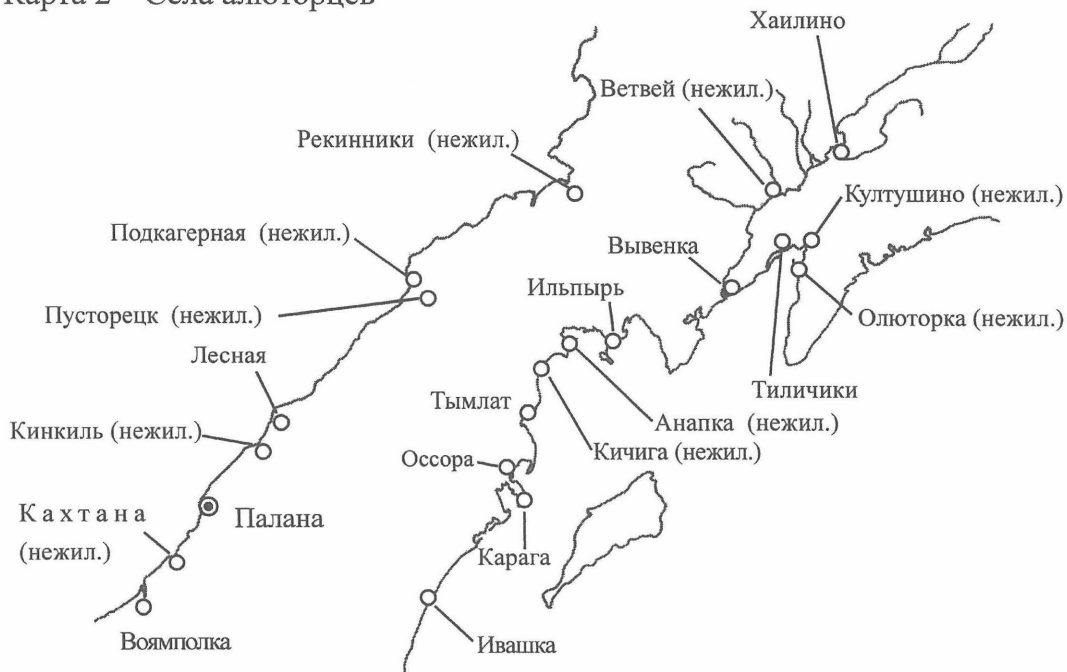 Карта 2 – Села алюторцев
Хаилино
Ветвей (нежил.)
Рекинники (нежил.)
Култушино (нежил.)
Подкагерная (нежил.)
Вывенка
Ильпырь
Пусторецк (нежил.)
Олюторка (нежил.)
Лесная
Тиличики
Тымлат
Анапка (нежил.)
Кинкиль (нежил.)
Кичига (нежил.)
Оссора
Кахтана
(нежил.)
Палана
Карага
Воямполка
Ивашка